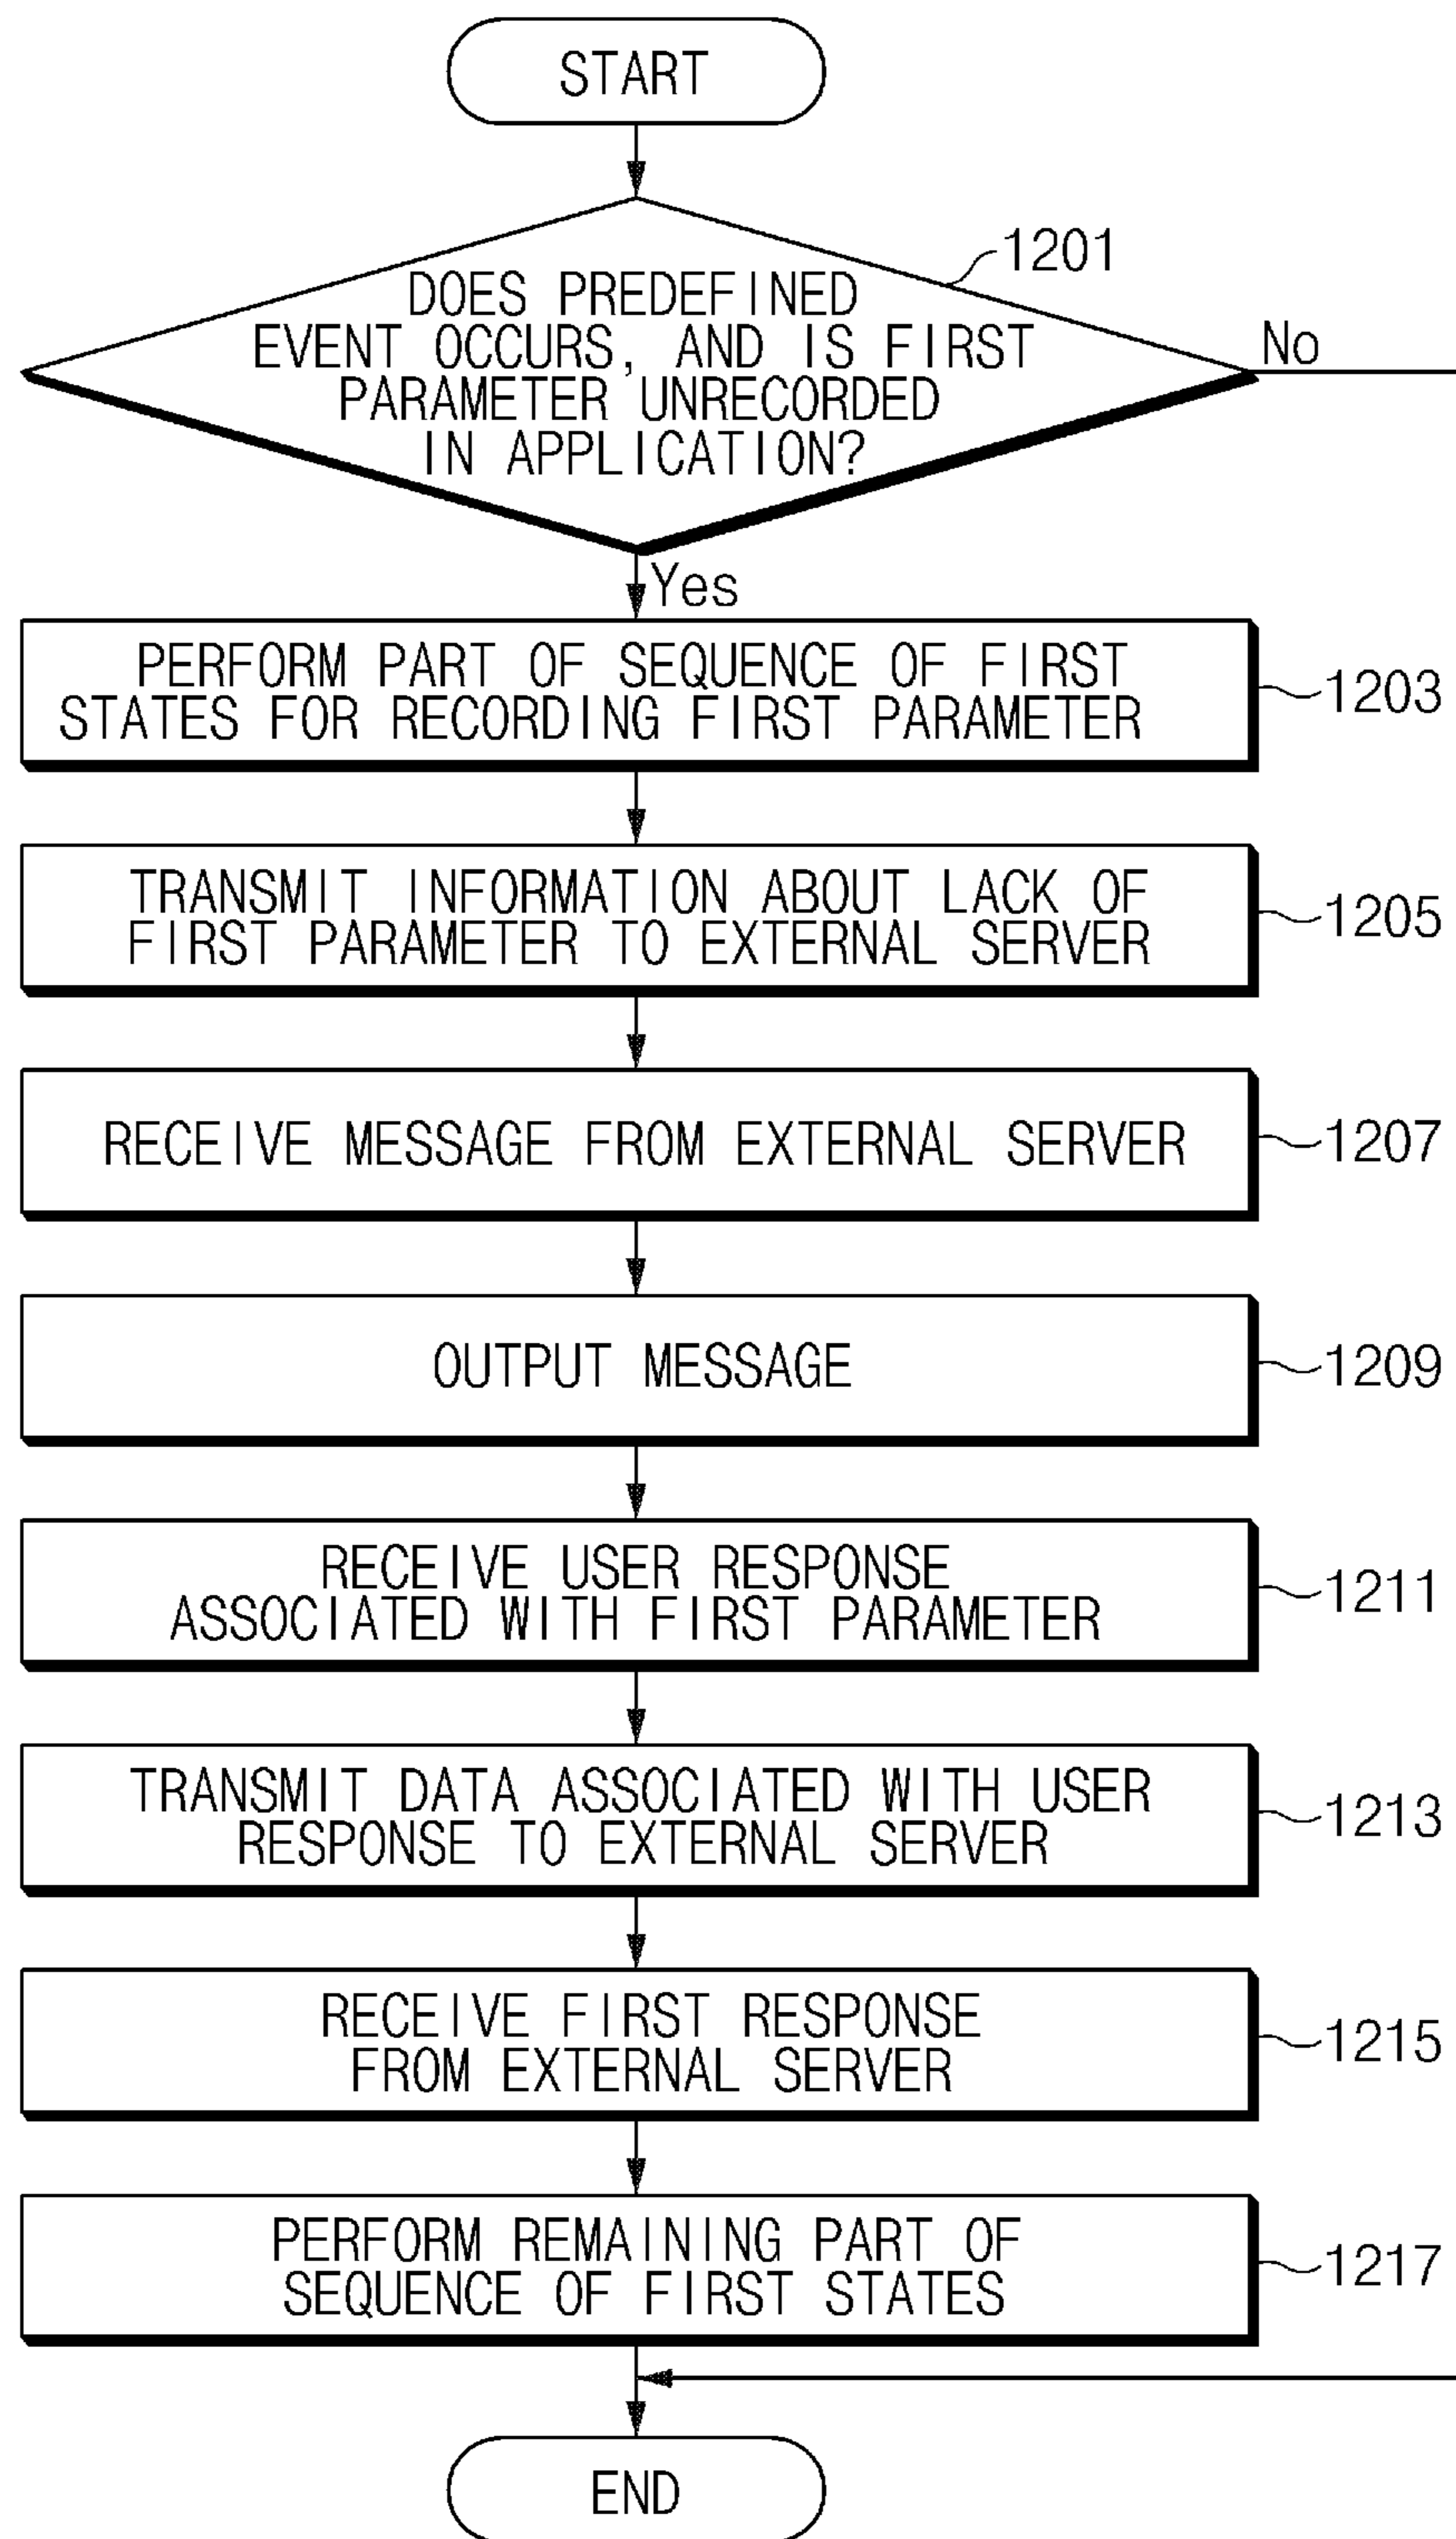 START
1201
DOES PREDEFINED
EVENT OCCURS, AND IS FIRST
PARAMETER UNRECORDED
IN APPLICATION?
No
Yes
PERFORM PART OF SEQUENCE OF FIRST
STATES FOR RECORDING FIRST PARAMETER
1203
TRANSMIT INFORMATION ABOUT LACK OF
FIRST PARAMETER TO EXTERNAL SERVER
1205
RECEIVE MESSAGE FROM EXTERNAL SERVER
1207
OUTPUT MESSAGE
1209
RECEIVE USER RESPONSE
ASSOCIATED WITH FIRST PARAMETER
1211
TRANSMIT DATA ASSOCIATED WITH USER
RESPONSE TO EXTERNAL SERVER
1213
RECEIVE FIRST RESPONSE
FROM EXTERNAL SERVER
1215
PERFORM REMAINING PART OF
SEQUENCE OF FIRST STATES
1217
END